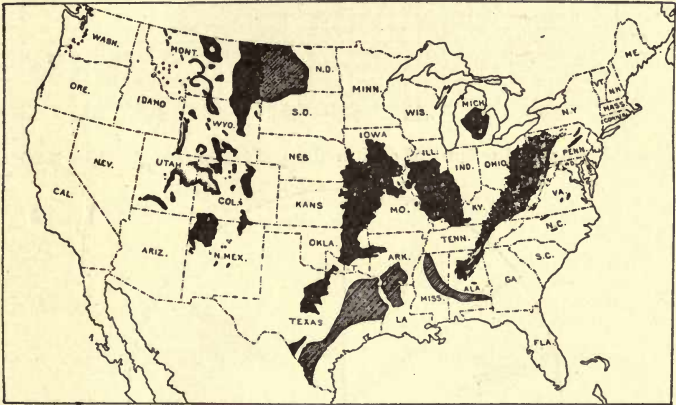 WASH.
MONT.
N.D.
MINN.
ME.
VT.
N.H.
ORE.
IDAHO
WYO.
S.D.
WIS.
MICH.
N.Y
MASS.
CONN.
NEV.
UTAH
NEB.
IOWA
ILL.
IND.
OHIO
PENN.
CAL.
COL.
KANS
MO.
KY.
VA.
ARIZ.
N.MEX.
OKLA.
ARK.
TENN.
N.C.
S.C.
TEXAS
LA
MISS.
ALA
GA.
FLA.